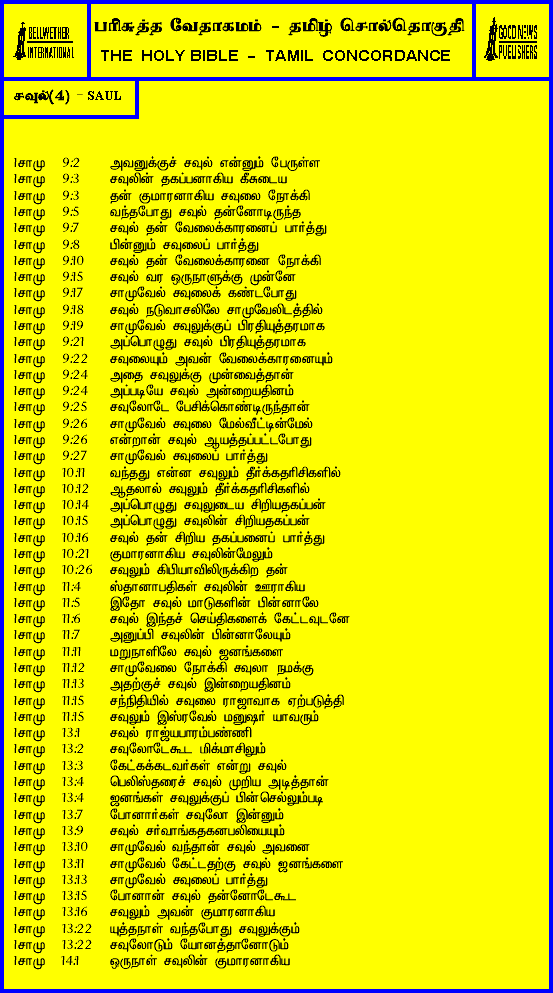 BELLWETHER
INTERNATIONAL
பரிசுத்த வேதாகமம் - தமிழ் சொல்தொகுதி
THE HOLY BIBLE - TAMIL CONCORDANCE
GOOD NEWS
PUBLISHERS
சவுல்(4) - SAUL
1சாமு 9:2 அவனுக்குச் சவுல் என்னும் பேருள்ள
1சாமு 9:3 சவுலின் தகப்பனாகிய கீசுடைய
1சாமு 9:3 தன் குமாரனாகிய சவுலை நோக்கி
1சாமு 9:5 வந்தபோது சவுல் தன்னோடிருந்த
1சாமு 9:7 சவுல் தன் வேலைக்காரனைப் பார்த்து
1சாமு 9:8 பின்னும் சவுலைப் பார்த்து
1சாமு 9:10 சவுல் தன் வேலைக்காரனை நோக்கி
1சாமு 9:15 சவுல் வர ஒருநாளுக்கு முன்னே
1சாமு 9:17 சாமுவேல் சவுலைக் கண்டபோது
1சாமு 9:18 சவுல் நடுவாசலிலே சாமுவேலிடத்தில்
1சாமு 9:19 சாமுவேல் சவுலுக்குப் பிரதியுத்தரமாக
1சாமு 9:21 அப்பொழுது சவுல் பிரதியுத்தரமாக
1சாமு 9:22 சவுலையும் அவன் வேலைக்காரனையும்
1சாமு 9:24 அதை சவுலுக்கு முன்வைத்தான்
1சாமு 9:24 அப்படியே சவுல் அன்றையதினம்
1சாமு 9:25 சவுலோடே பேசிக்கொண்டிருந்தான்
1சாமு 9:26 சாமுவேல் சவுலை மேல்வீட்டின்மேல்
1சாமு 9:26 என்றான் சவுல் ஆயத்தப்பட்டபோது
1சாமு 9:27 சாமுவேல் சவுலைப் பார்த்து
1சாமு 10:11 வந்தது என்ன சவுலும் தீர்க்கதரிசிகளில்
1சாமு 10:12 ஆதலால் சவுலும் தீர்க்கதரிசிகளில்
1சாமு 10:14 அப்பொழுது சவுலுடைய சிறியதகப்பன்
1சாமு 10:15 அப்பொழுது சவுலின் சிறியதகப்பன்
1சாமு 10:16 சவுல் தன் சிறிய தகப்பனைப் பார்த்து
1சாமு 10:21 குமாரனாகிய சவுலின்மேலும்
1சாமு 10:26 சவுலும் கிபியாவிலிருக்கிற தன்
1சாமு 11:4 ஸ்தானாபதிகள் சவுலின் ஊராகிய
1சாமு 11:5 இதோ சவுல் மாடுகளின் பின்னாலே
1சாமு 11:6 சவுல் இந்தச் செய்திகளைக் கேட்டவுடனே
1சாமு 11:7 அனுப்பி சவுலின் பின்னாலேயும்
1சாமு 11:11 மறுநாளிலே சவுல் ஜனங்களை
1சாமு 11:12 சாமுவேலை நோக்கி சவுலா நமக்கு
1சாமு 11:13 அதற்குச் சவுல் இன்றையதினம்
1சாமு 11:15 சந்நிதியில் சவுலை ராஜாவாக ஏற்படுத்தி
1சாமு 11:15 சவுலும் இஸ்ரவேல் மனுஷர் யாவரும்
1சாமு 13:1 சவுல் ராஜ்யபாரம்பண்ணி
1சாமு 13:2 சவுலோடேகூட மிக்மாசிலும்
1சாமு 13:3 கேட்கக்கடவர்கள் என்று சவுல்
1சாமு 13:4 பெலிஸ்தரைச் சவுல் முறிய அடித்தான்
1சாமு 13:4 ஜனங்கள் சவுலுக்குப் பின்செல்லும்படி
1சாமு 13:7 போனார்கள் சவுலோ இன்னும்
1சாமு 13:9 சவுல் சர்வாங்கதகனபலியையும்
1சாமு 13:10 சாமுவேல் வந்தான் சவுல் அவனை
1சாமு 13:11 சாமுவேல் கேட்டதற்கு சவுல் ஜனங்களை
1சாமு 13:13 சாமுவேல் சவுலைப் பார்த்து
1சாமு 13:15 போனான் சவுல் தன்னோடேகூட
1சாமு 13:16 சவுலும் அவன் குமாரனாகிய
1சாமு 13:22 யுத்தநாள் வந்தபோது சவுலுக்கும்
1சாமு 13:22 சவுலோடும் யோனத்தானோடும்
1சாமு 14:1 ஒருநாள் சவுலின் குமாரனாகிய